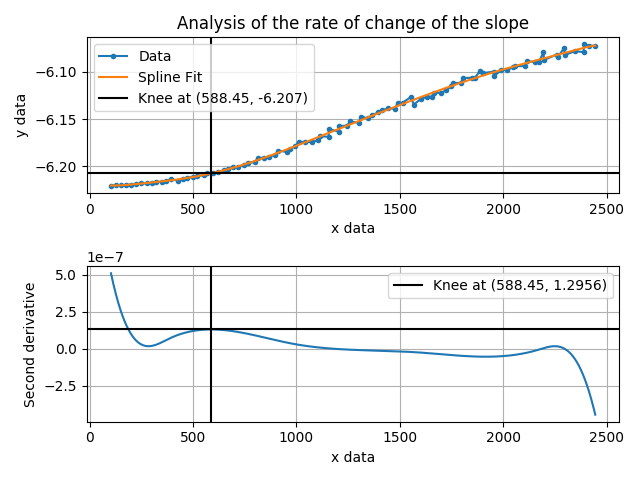 Analysis of the rate of change of the slope
Data
Spline Fit
Knee at (588.45, -6.207)
y data
−6.10
−6.15
−6.20
0
500
1000
1500
2000
2500
x data
1e−7
Knee at (588.45, 1.2956)
Second derivative
5.0
2.5
0.0
−2.5
0
500
1000
1500
2000
2500
x data